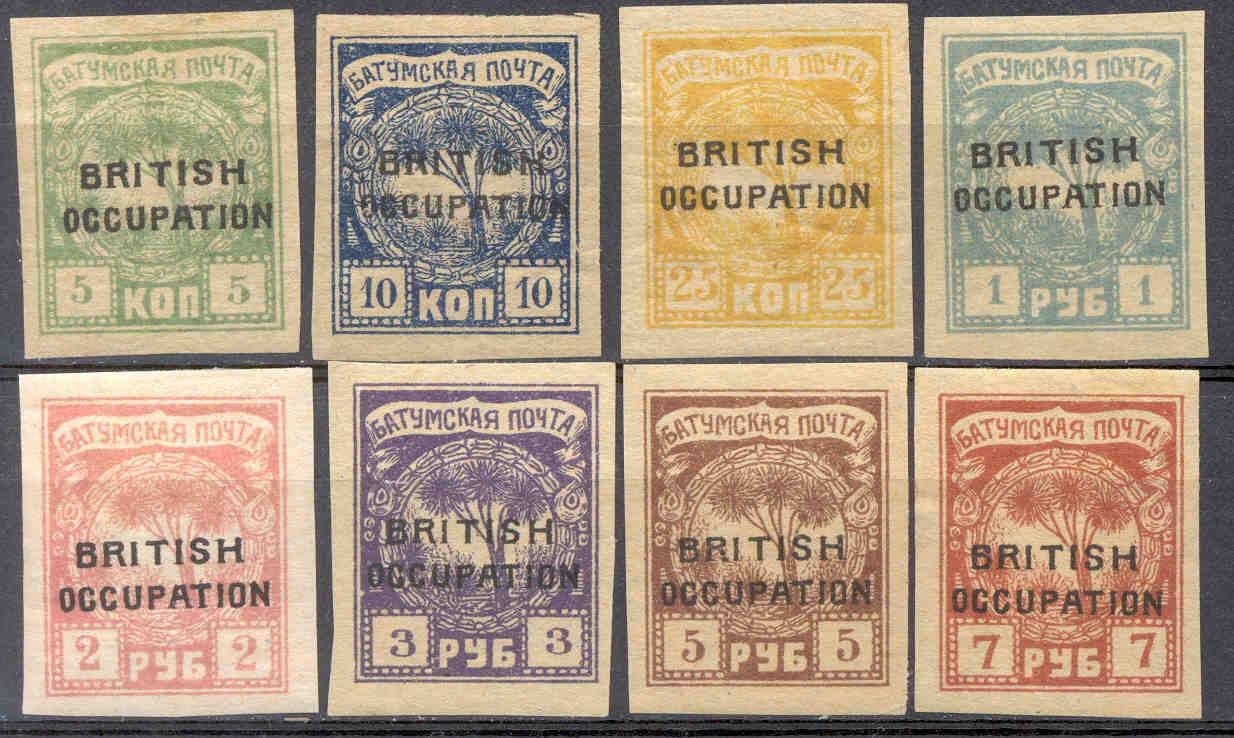 БАТУМСКАЯ ПОЧТА
BRITISH
OCCUPATION
5 КОП 5
БАТУМСКАЯ ПОЧТА
BRITISH
OCCUPATION
10 КОП 10
БАТУМСКАЯ ПОЧТА
BRITISH
OCCUPATION
25 КОП 25
БАТУМСКАЯ ПОЧТА
BRITISH
OCCUPATION
1 РУБ 1
БАТУМСКАЯ ПОЧТА
BRITISH
OCCUPATION
2 РУБ 2
БАТУМСКАЯ ПОЧТА
BRITISH
OCCUPATION
3 РУБ 3
БАТУМСКАЯ ПОЧТА
BRITISH
OCCUPATION
5 РУБ 5
БАТУМСКАЯ ПОЧТА
BRITISH
OCCUPATION
7 РУБ 7